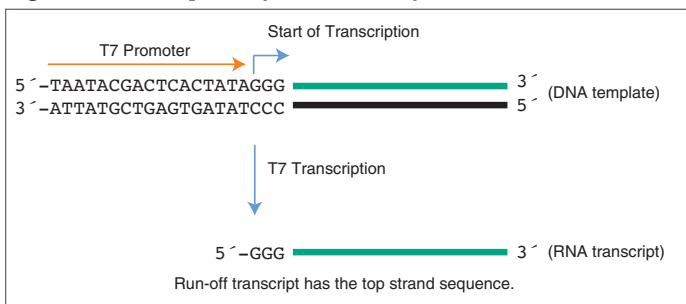 Start of Transcription
T7 Promoter
5´-TAATACGACTCACTATAGGG 3´
3´-ATTATGCTGAGTGATATCCC 5´
(DNA template)
T7 Transcription
5´-GGG 3´ (RNA transcript)
Run-off transcript has the top strand sequence.